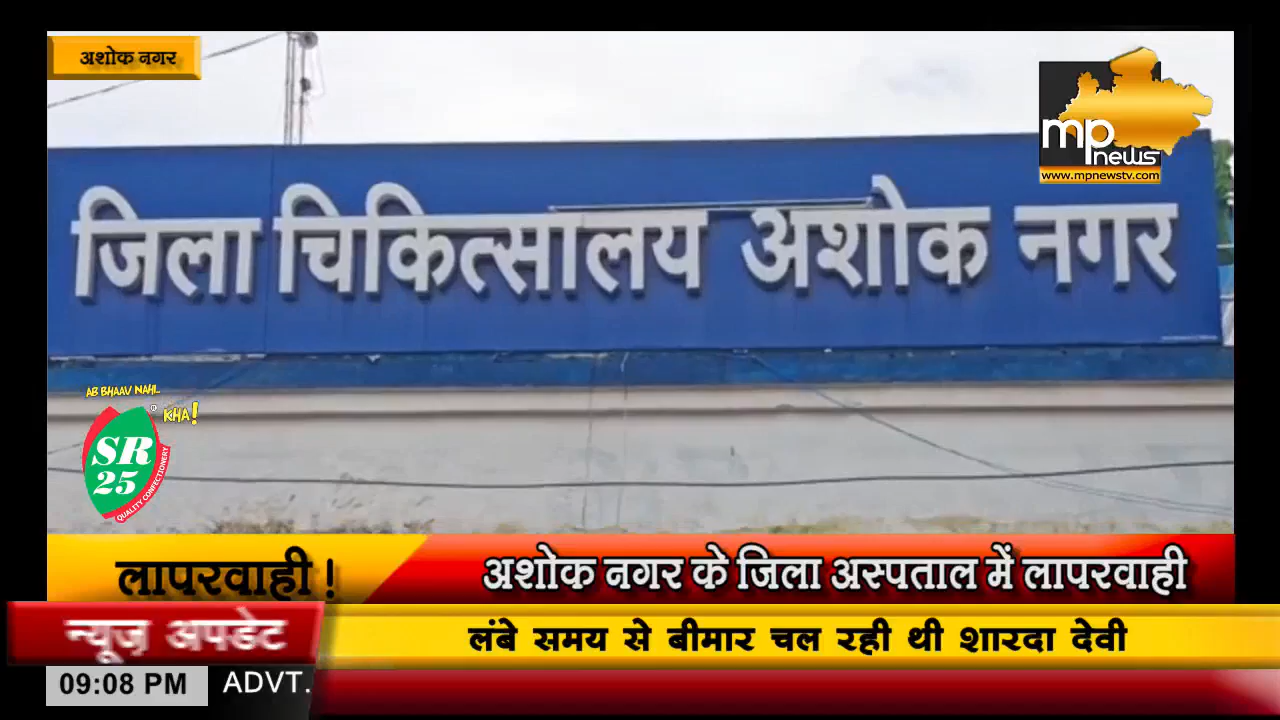 अशोक नगर
mp news
www.mpnewstv.com
जिला चिकित्सालय अशोक नगर
AB BHAAV NAHI
KHA!
SR
25
QUALITY CONFECTIONERY
लापरवाही!
अशोक नगर के जिला अस्पताल में लापरवाही
न्यूज़ अपडेट
लंबे समय से बीमार चल रही थी शारदा देवी
09:08 PM
ADVT.